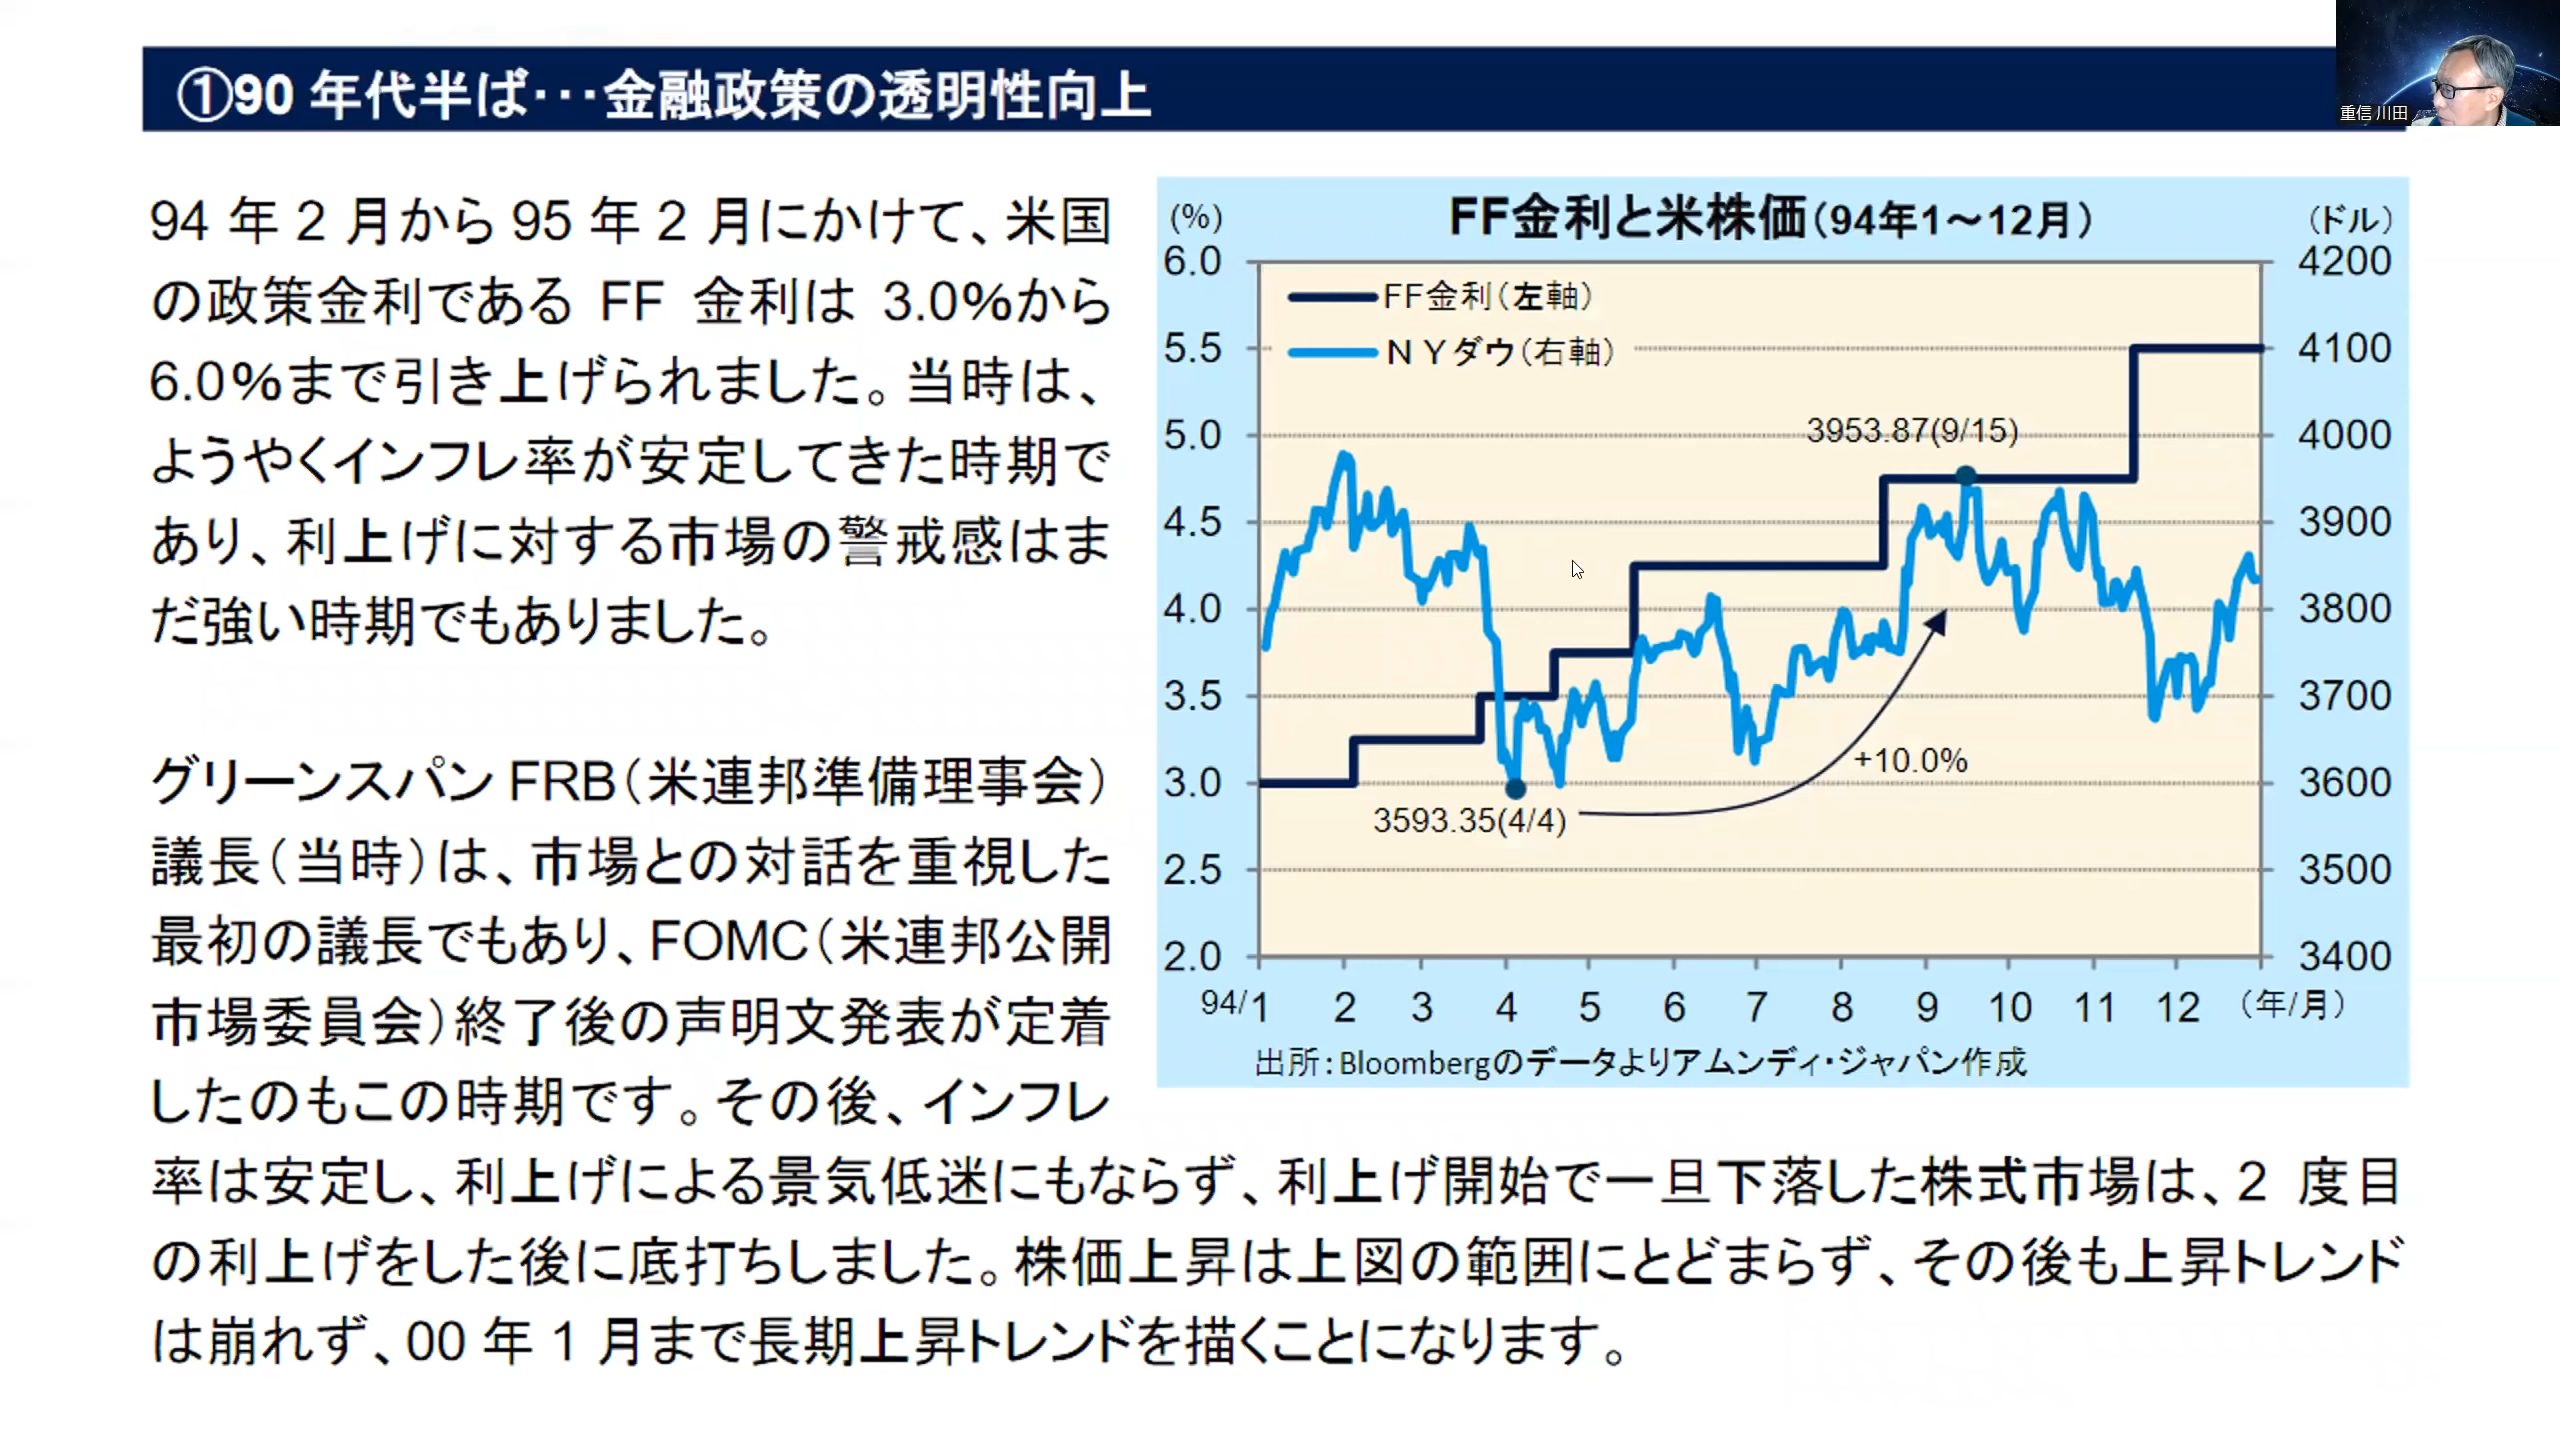 ①90 年代半ば･･･金融政策の透明性向上
重信 川田
94 年 2 月から 95 年 2 月にかけて、米国
の政策金利である FF 金利は 3.0%から
6.0%まで引き上げられました。当時は、
ようやくインフレ率が安定してきた時期で
あり、利上げに対する市場の警戒感はま
だ強い時期でもありました。
グリーンスパン FRB（米連邦準備理事会）
議長（当時）は、市場との対話を重視した
最初の議長でもあり、FOMC（米連邦公開
市場委員会）終了後の声明文発表が定着
したのもこの時期です。その後、インフレ
率は安定し、利上げによる景気低迷にもならず、利上げ開始で一旦下落した株式市場は、2 度目
の利上げをした後に底打ちしました。株価上昇は上図の範囲にとどまらず、その後も上昇トレンド
は崩れず、00 年 1 月まで長期上昇トレンドを描くことになります。
FF金利と米株価（94年1～12月）
（%）
（ドル）
6.0
5.5
5.0
4.5
4.0
3.5
3.0
2.5
2.0
4200
4100
4000
3900
3800
3700
3600
3500
3400
FF金利（左軸）
ＮＹダウ（右軸）
3953.87(9/15)
+10.0%
3593.35(4/4)
94/1 2 3 4 5 6 7 8 9 10 11 12 （年/月）
出所：Bloombergのデータよりアムンディ・ジャパン作成